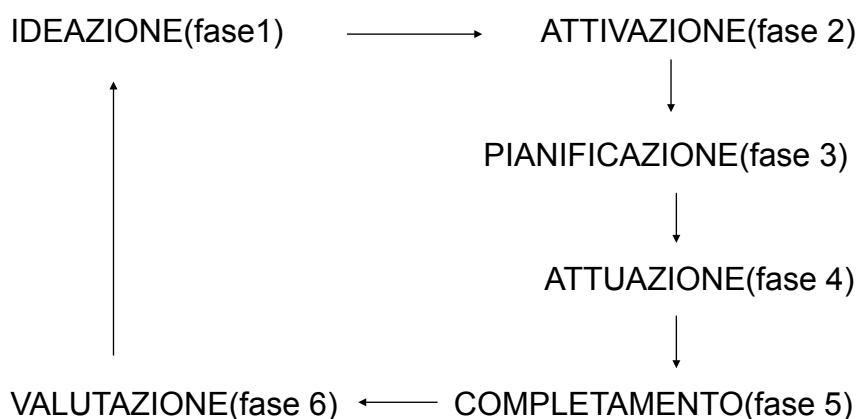 IDEAZIONE(fase1)
ATTIVAZIONE(fase 2)
PIANIFICAZIONE(fase 3)
ATTUAZIONE(fase 4)
VALUTAZIONE(fase 6)
COMPLETAMENTO(fase 5)